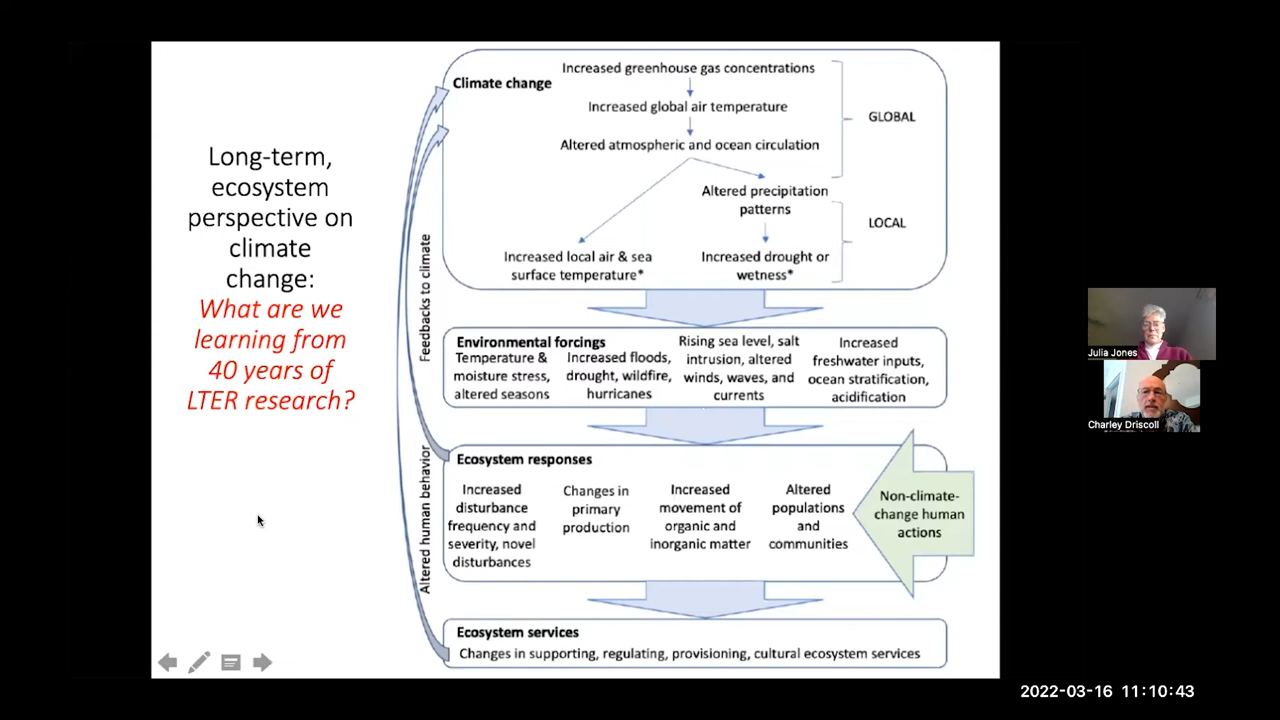 Long-term,
ecosystem
perspective on
climate
change:
What are we
learning from
40 years of
LTER research?
Climate change
Increased greenhouse gas concentrations
Increased global air temperature
Altered atmospheric and ocean circulation
GLOBAL
Altered precipitation
patterns
LOCAL
Increased local air & sea
surface temperature*
Increased drought or
wetness*
Feedbacks to climate
Environmental forcings
Temperature &
moisture stress,
altered seasons
Increased floods,
drought, wildfire,
hurricanes
Rising sea level, salt
intrusion, altered
winds, waves, and
currents
Increased
freshwater inputs,
ocean stratification,
acidification
Altered human behavior
Ecosystem responses
Increased
disturbance
frequency and
severity, novel
disturbances
Changes in
primary
production
Increased
movement of
organic and
inorganic matter
Altered
populations
and
communities
Non-climate-
change human
actions
Ecosystem services
Changes in supporting, regulating, provisioning, cultural ecosystem services
Julia Jones
Charley Driscoll
2022-03-16 11:10:43